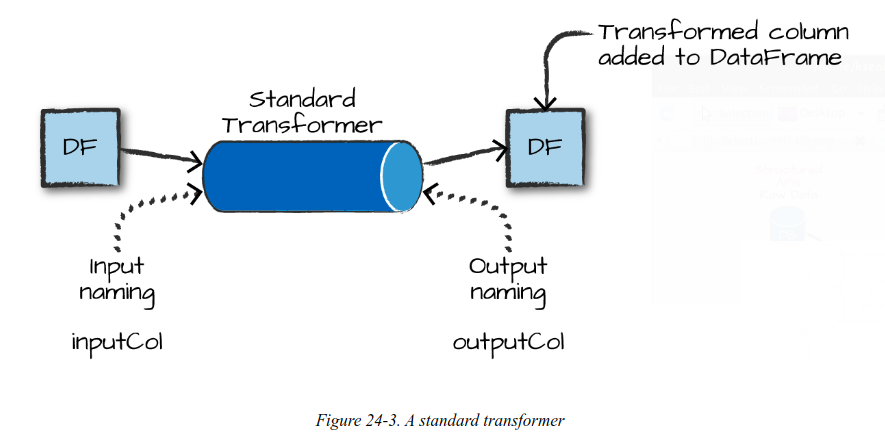 Transformed column
added to DataFrame
Standard
Transformer
DF
DF
Input
naming
Output
naming
inputCol
outputCol
Figure 24-3. A standard transformer